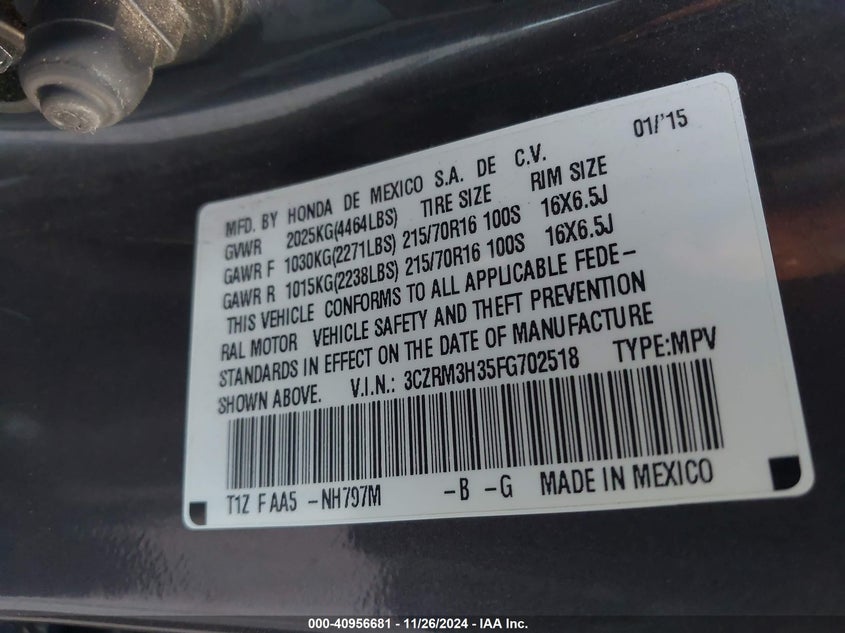 01/'15
MFD. BY HONDA DE MEXICO S.A. DE C.V.
GVWR 2025KG(4464LBS) TIRE SIZE RIM SIZE
GAWR F 1030KG(2271LBS) 215/70R16 100S 16X6.5J
GAWR R 1015KG(2238LBS) 215/70R16 100S 16X6.5J
THIS VEHICLE CONFORMS TO ALL APPLICABLE FEDE-
RAL MOTOR VEHICLE SAFETY AND THEFT PREVENTION
STANDARDS IN EFFECT ON THE DATE OF MANUFACTURE
SHOWN ABOVE. V.I.N.: 3CZRM3H35FG702518 TYPE:MPV
T1Z F AA5 -NH797M -B -G MADE IN MEXICO
000-40956681 - 11/26/2024 - IAA Inc.